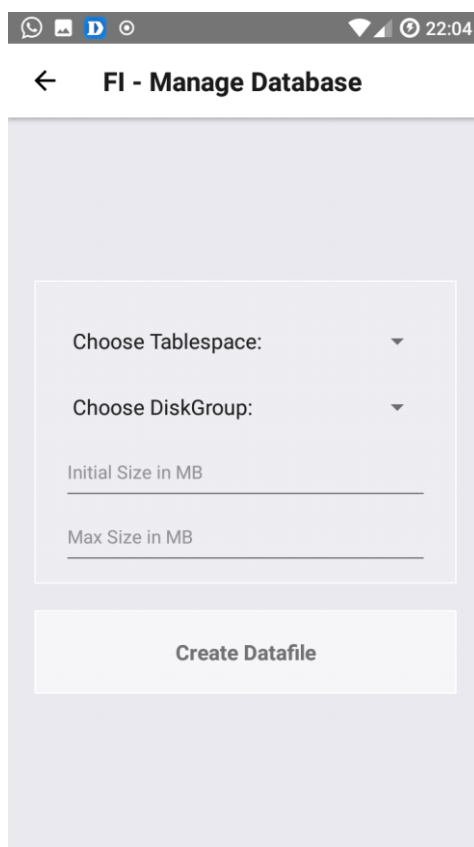 D
22:04
FI - Manage Database
Choose Tablespace:
Choose DiskGroup:
Initial Size in MB
Max Size in MB
Create Datafile